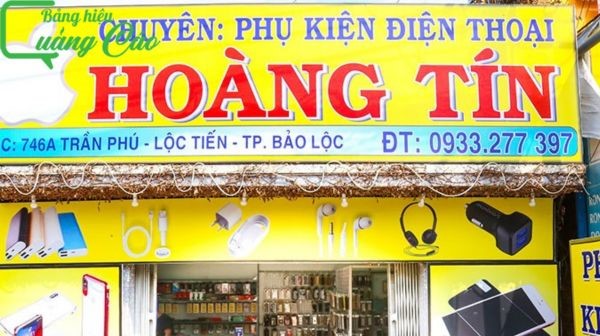 Bảng hiệu
Quảng Cáo
CHUYÊN: PHỤ KIỆN ĐIỆN THOẠI
HOÀNG TÍN
C: 746A TRẦN PHÚ - LỘC TIẾN - TP. BẢO LỘC
ĐT: 0933.277 397